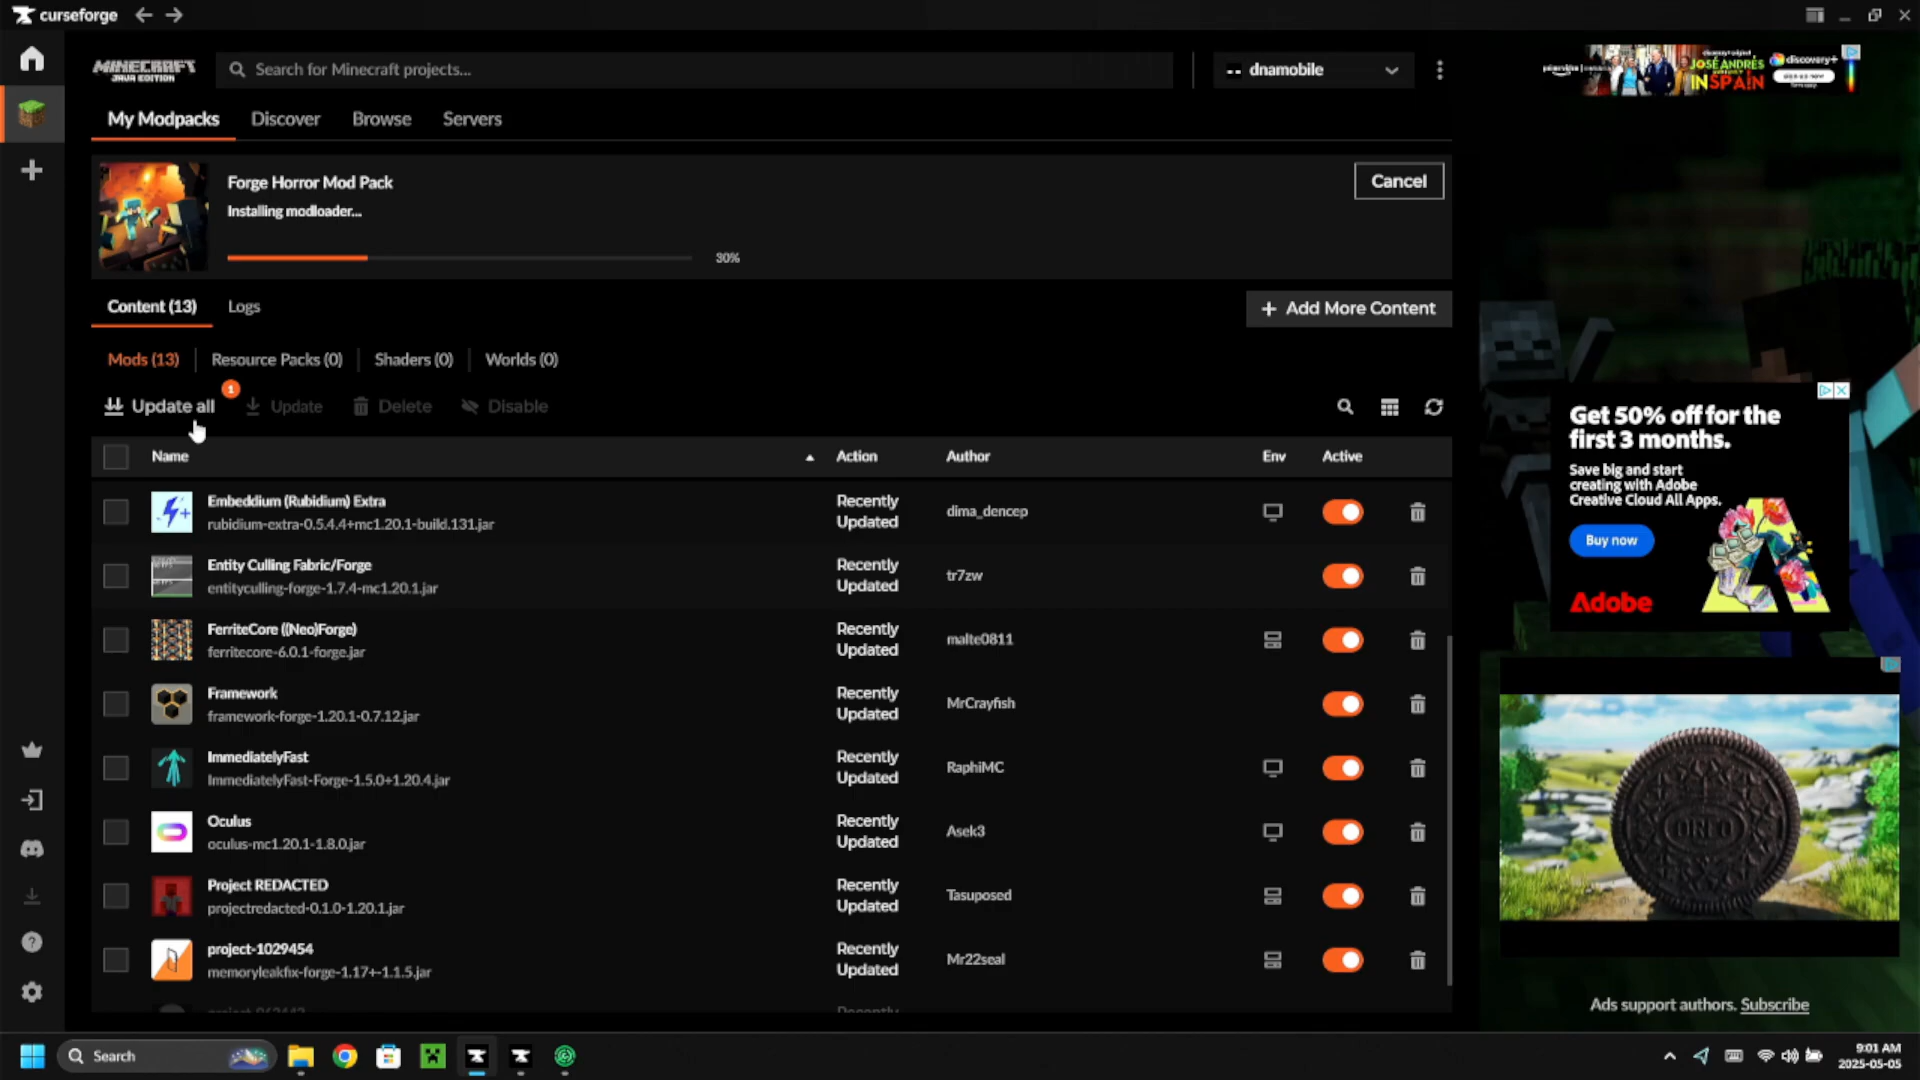 curseforge
MINECRAFT
JAVA EDITION
Search for Minecraft projects...
dnamobile
My Modpacks
Discover
Browse
Servers
Forge Horror Mod Pack
Installing modloader...
30%
Cancel
Content (13)
Logs
Add More Content
Mods (13)
Resource Packs (0)
Shaders (0)
Worlds (0)
Update all
1
Update
Delete
Disable
Name
Action
Author
Env
Active
Embeddium (Rubidium) Extra
rubidium-extra-0.5.4.4+mc1.20.1-build.131.jar
Recently
Updated
dima_dencep
Entity Culling Fabric/Forge
entityculling-forge-1.7.4-mc1.20.1.jar
Recently
Updated
tr7zw
FerriteCore ((Neo)Forge)
ferritecore-6.0.1-forge.jar
Recently
Updated
malte0811
Framework
framework-forge-1.20.1-0.7.12.jar
Recently
Updated
MrCrayfish
ImmediatelyFast
ImmediatelyFast-Forge-1.5.0+1.20.4.jar
Recently
Updated
RaphiMC
Oculus
oculus-mc1.20.1-1.8.0.jar
Recently
Updated
Asek3
Project REDACTED
projectredacted-0.1.0-1.20.1.jar
Recently
Updated
Tasuposed
project-1029454
memoryleakfix-forge-1.17+-1.1.5.jar
Recently
Updated
Mr22seal
JOSÉ ANDRÉS
IN SPAIN
discovery+
Get 50% off for the
first 3 months.
Save big and start
creating with Adobe
Creative Cloud All Apps.
Buy now
Adobe
OREO
Ads support authors. Subscribe
Search
9:01 AM
2025-05-05